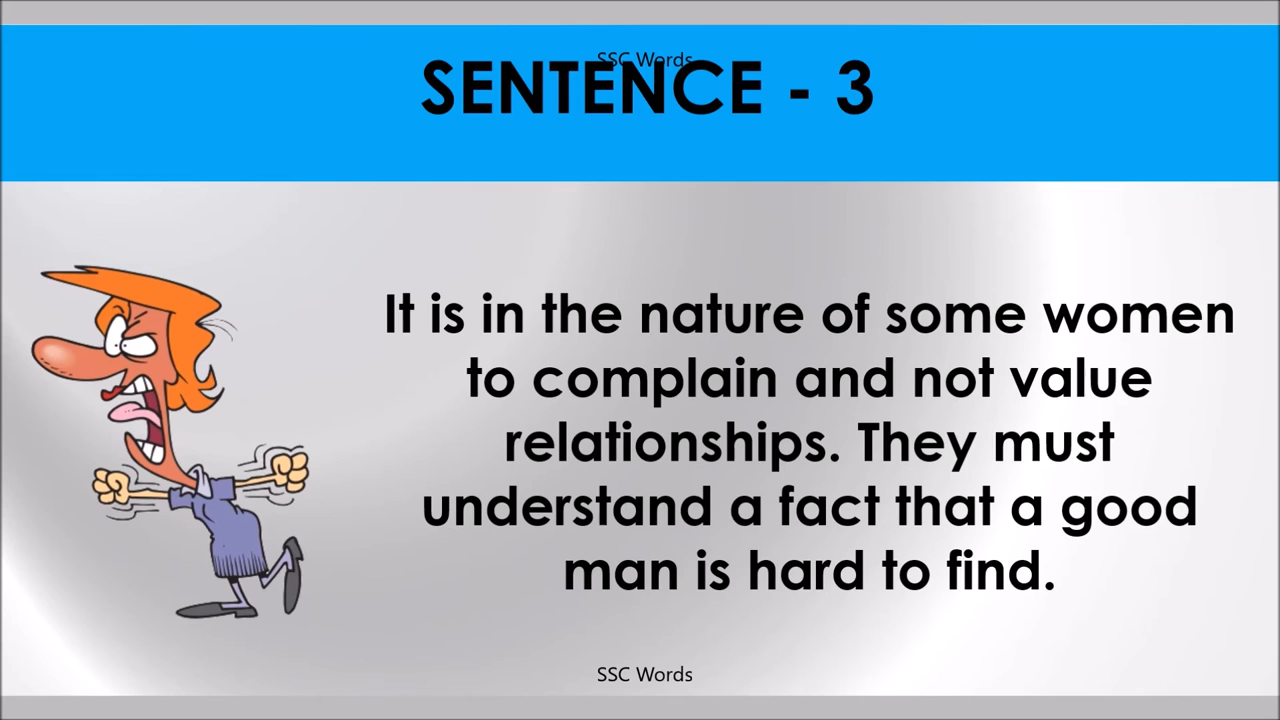 SSC Words
SENTENCE - 3
It is in the nature of some women
to complain and not value
relationships. They must
understand a fact that a good
man is hard to find.
SSC Words